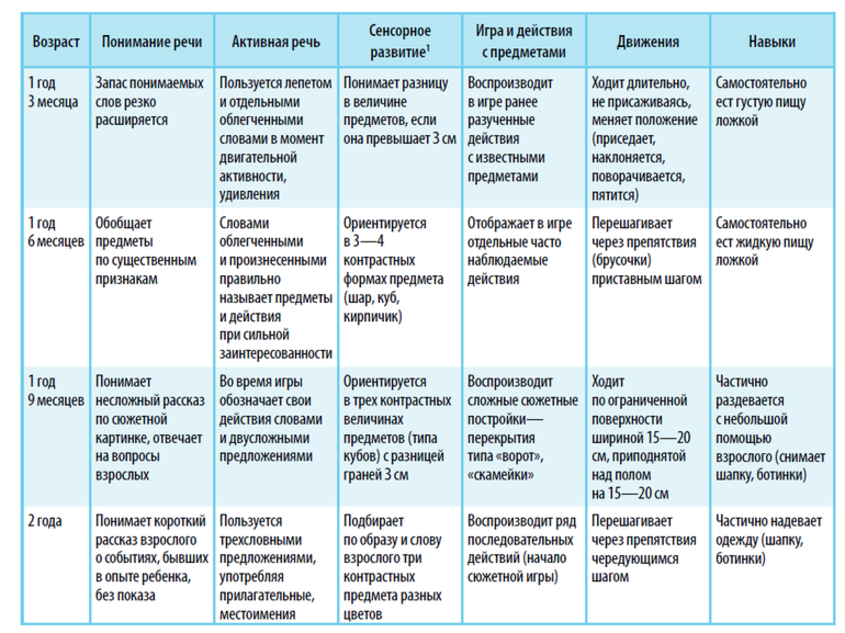 Возраст
Понимание речи
Активная речь
Сенсорное
развитие¹
Игра и действия
с предметами
Движения
Навыки
1 год
3 месяца
Запас понимаемых
слов резко
расширяется
Пользуется лепетом
и отдельными
облегченными
словами в момент
двигательной
активности,
удивления
Понимает разницу
в величине
предметов, если
она превышает 3 см
Воспроизводит
в игре ранее
разученные
действия
с известными
предметами
Ходит длительно,
не присаживаясь,
меняет положение
(приседает,
наклоняется,
поворачивается,
пятится)
Самостоятельно
ест густую пищу
ложкой
1 год
6 месяцев
Обобщает
предметы
по существенным
признакам
Словами
облегченными
и произнесенными
правильно
называет предметы
и действия
при сильной
заинтересованности
Ориентируется
в 3—4
контрастных
формах предмета
(шар, куб,
кирпичик)
Отображает в игре
отдельные часто
наблюдаемые
действия
Перешагивает
через препятствия
(брусочки)
приставным шагом
Самостоятельно
ест жидкую пищу
ложкой
1 год
9 месяцев
Понимает
несложный рассказ
по сюжетной
картинке, отвечает
на вопросы
взрослых
Во время игры
обозначает свои
действия словами
и двусложными
предложениями
Ориентируется
в трех контрастных
величинах
предметов (типа
кубов) с разницей
граней 3 см
Воспроизводит
сложные сюжетные
постройки—
перекрытия
типа «ворот»,
«скамейки»
Ходит
по ограниченной
поверхности
шириной 15—20
см, приподнятой
над полом
на 15—20 см
Частично
раздевается
с небольшой
помощью
взрослого (снимает
шапку, ботинки)
2 года
Понимает короткий
рассказ взрослого
о событиях, бывших
в опыте ребенка,
без показа
Пользуется
трехсловными
предложениями,
употребляя
прилагательные,
местоимения
Подбирает
по образу и слову
взрослого три
контрастных
предмета разных
цветов
Воспроизводит ряд
последовательных
действий (начало
сюжетной игры)
Перешагивает
через препятствия
чередующимся
шагом
Частично надевает
одежду (шапку,
ботинки)